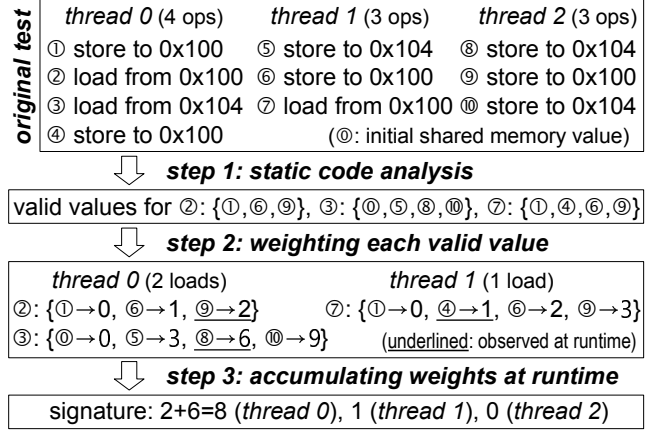 original test
thread 0 (4 ops) thread 1 (3 ops) thread 2 (3 ops)
① store to 0x100 ⑤ store to 0x104 ⑧ store to 0x104
② load from 0x100 ⑥ store to 0x100 ⑨ store to 0x100
③ load from 0x104 ⑦ load from 0x100 ⑩ store to 0x104
④ store to 0x100 (⓪: initial shared memory value)
step 1: static code analysis
valid values for ②: {①,⑥,⑨}, ③: {⓪,⑤,⑧,⑩}, ⑦: {①,④,⑥,⑨}
step 2: weighting each valid value
thread 0 (2 loads) thread 1 (1 load)
②: {①→0, ⑥→1, ⑨→2} ⑦: {①→0, ④→1, ⑥→2, ⑨→3}
③: {⓪→0, ⑤→3, ⑧→6, ⑩→9} (underlined: observed at runtime)
step 3: accumulating weights at runtime
signature: 2+6=8 (thread 0), 1 (thread 1), 0 (thread 2)